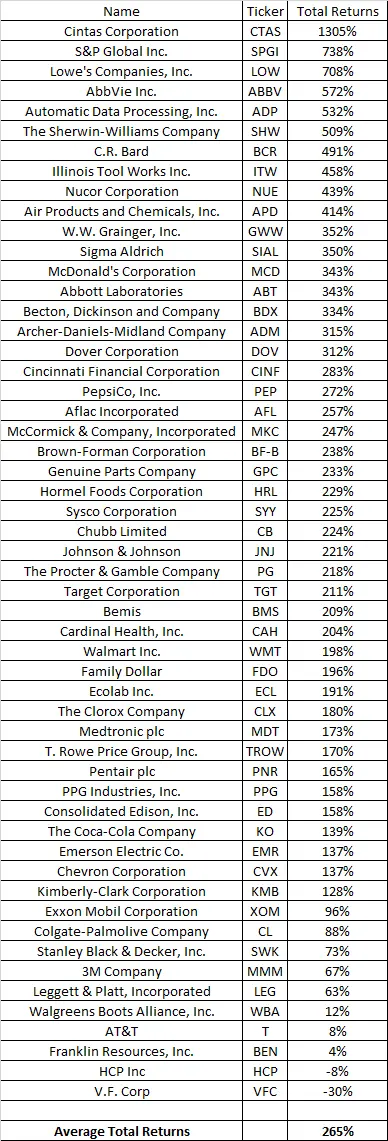 Name Ticker Total Returns
Cintas Corporation CTAS 1305%
S&P Global Inc. SPGI 738%
Lowe's Companies, Inc. LOW 708%
AbbVie Inc. ABBV 572%
Automatic Data Processing, Inc. ADP 532%
The Sherwin-Williams Company SHW 509%
C.R. Bard BCR 491%
Illinois Tool Works Inc. ITW 458%
Nucor Corporation NUE 439%
Air Products and Chemicals, Inc. APD 414%
W.W. Grainger, Inc. GWW 352%
Sigma Aldrich SIAL 350%
McDonald's Corporation MCD 343%
Abbott Laboratories ABT 343%
Becton, Dickinson and Company BDX 334%
Archer-Daniels-Midland Company ADM 315%
Dover Corporation DOV 312%
Cincinnati Financial Corporation CINF 283%
PepsiCo, Inc. PEP 272%
Aflac Incorporated AFL 257%
McCormick & Company, Incorporated MKC 247%
Brown-Forman Corporation BF-B 238%
Genuine Parts Company GPC 233%
Hormel Foods Corporation HRL 229%
Sysco Corporation SYY 225%
Chubb Limited CB 224%
Johnson & Johnson JNJ 221%
The Procter & Gamble Company PG 218%
Target Corporation TGT 211%
Bemis BMS 209%
Cardinal Health, Inc. CAH 204%
Walmart Inc. WMT 198%
Family Dollar FDO 196%
Ecolab Inc. ECL 191%
The Clorox Company CLX 180%
Medtronic plc MDT 173%
T. Rowe Price Group, Inc. TROW 170%
Pentair plc PNR 165%
PPG Industries, Inc. PPG 158%
Consolidated Edison, Inc. ED 158%
The Coca-Cola Company KO 139%
Emerson Electric Co. EMR 137%
Chevron Corporation CVX 137%
Kimberly-Clark Corporation KMB 128%
Exxon Mobil Corporation XOM 96%
Colgate-Palmolive Company CL 88%
Stanley Black & Decker, Inc. SWK 73%
3M Company MMM 67%
Leggett & Platt, Incorporated LEG 63%
Walgreens Boots Alliance, Inc. WBA 12%
AT&T T 8%
Franklin Resources, Inc. BEN 4%
HCP Inc HCP -8%
V.F. Corp VFC -30%
Average Total Returns 265%